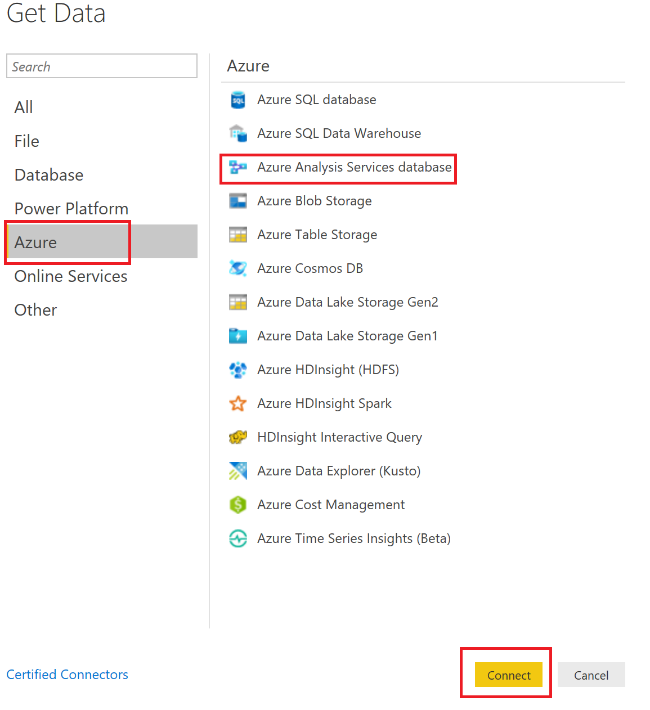 Get Data
Search
All
File
Database
Power Platform
Azure
Online Services
Other
Azure
SQL
Azure SQL database
Azure SQL Data Warehouse
Azure Analysis Services database
Azure Blob Storage
Azure Table Storage
Azure Cosmos DB
Azure Data Lake Storage Gen2
Azure Data Lake Storage Gen1
Azure HDInsight (HDFS)
Azure HDInsight Spark
HDInsight Interactive Query
Azure Data Explorer (Kusto)
$
Azure Cost Management
Azure Time Series Insights (Beta)
Certified Connectors
Connect
Cancel